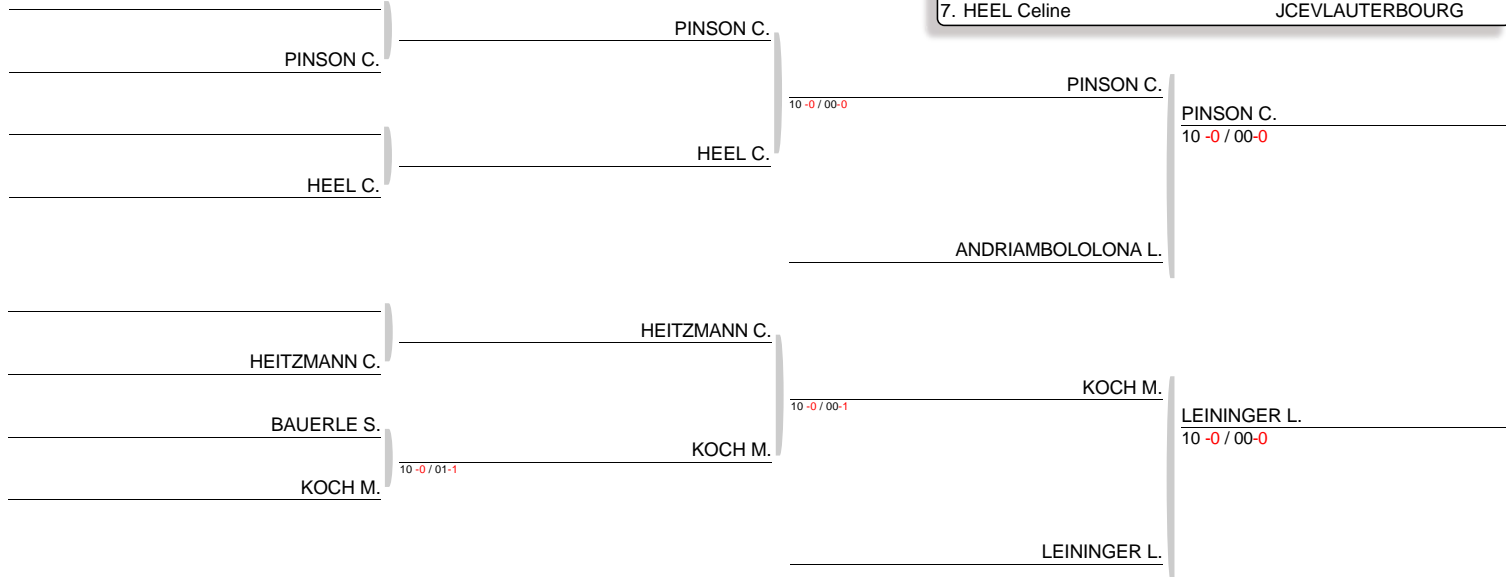 7. HEEL Celine JCEVLAUTERBOURG
PINSON C.
PINSON C.
PINSON C.
10 -0 / 00-0
PINSON C.
10 -0 / 00-0
HEEL C.
HEEL C.
ANDRIAMBOLOLONA L.
HEITZMANN C.
HEITZMANN C.
KOCH M.
10 -0 / 00-1
LEININGER L.
10 -0 / 00-0
BAUERLE S.
KOCH M.
10 -0 / 01-1
KOCH M.
LEININGER L.